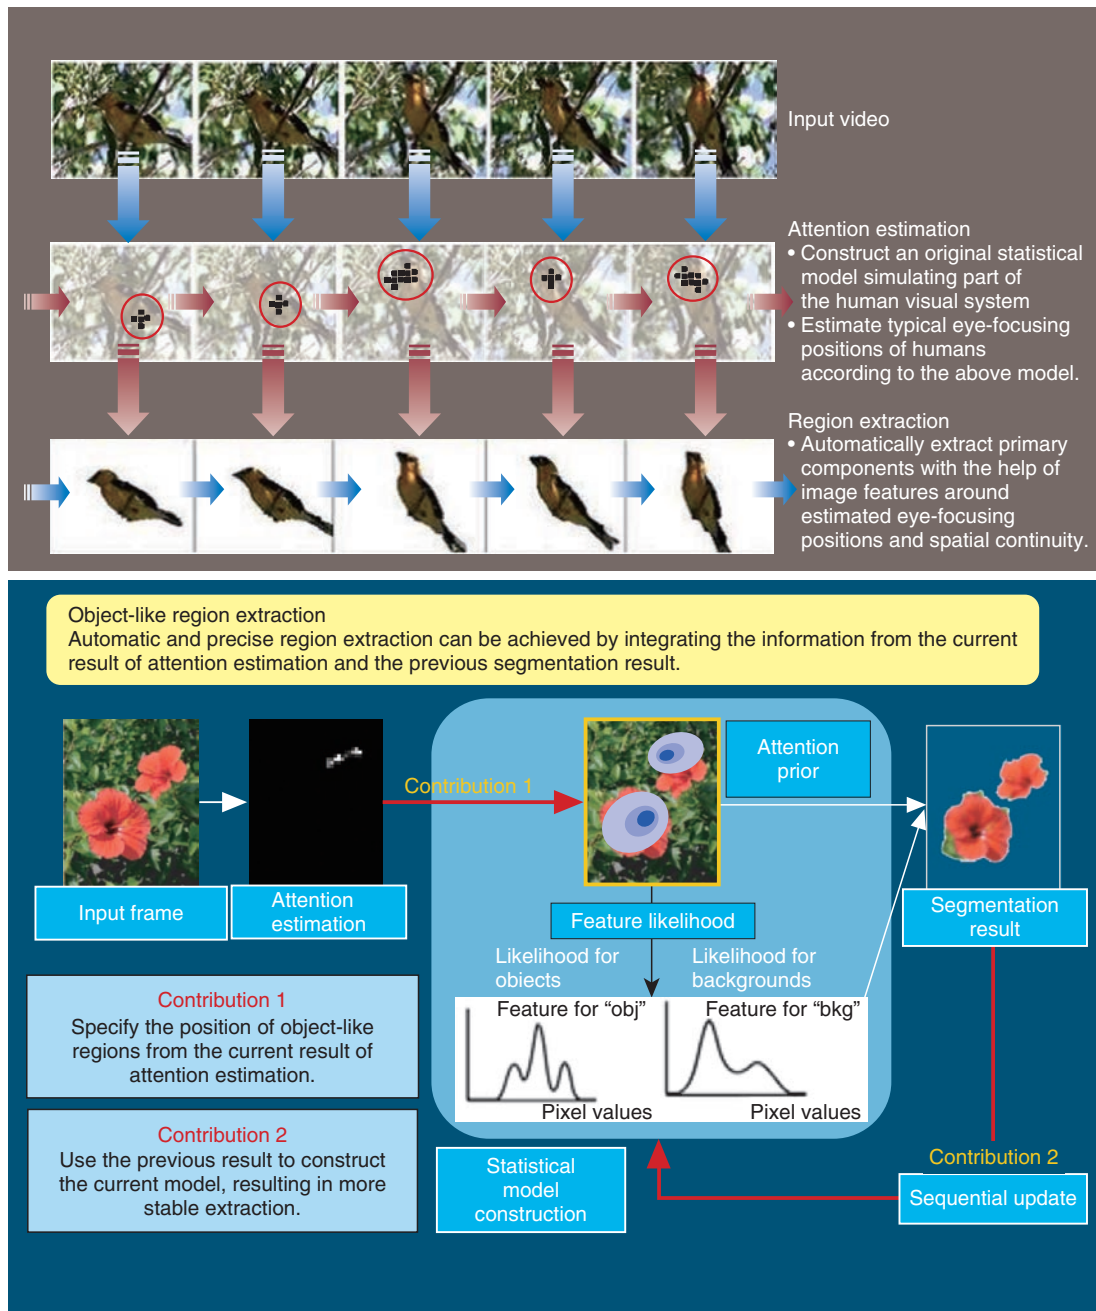 Input video
Attention estimation
• Construct an original statistical
model simulating part of
the human visual system
• Estimate typical eye-focusing
positions of humans
according to the above model.
Region extraction
• Automatically extract primary
components with the help of
image features around
estimated eye-focusing
positions and spatial continuity.
Object-like region extraction
Automatic and precise region extraction can be achieved by integrating the information from the current
result of attention estimation and the previous segmentation result.
Contribution 1
Attention
prior
Input frame
Attention
estimation
Feature likelihood
Segmentation
result
Likelihood for
objects
Likelihood for
backgrounds
Feature for “obj”
Feature for “bkg”
Pixel values
Pixel values
Contribution 1
Specify the position of object-like
regions from the current result of
attention estimation.
Contribution 2
Use the previous result to construct
the current model, resulting in more
stable extraction.
Statistical
model
construction
Contribution 2
Sequential update